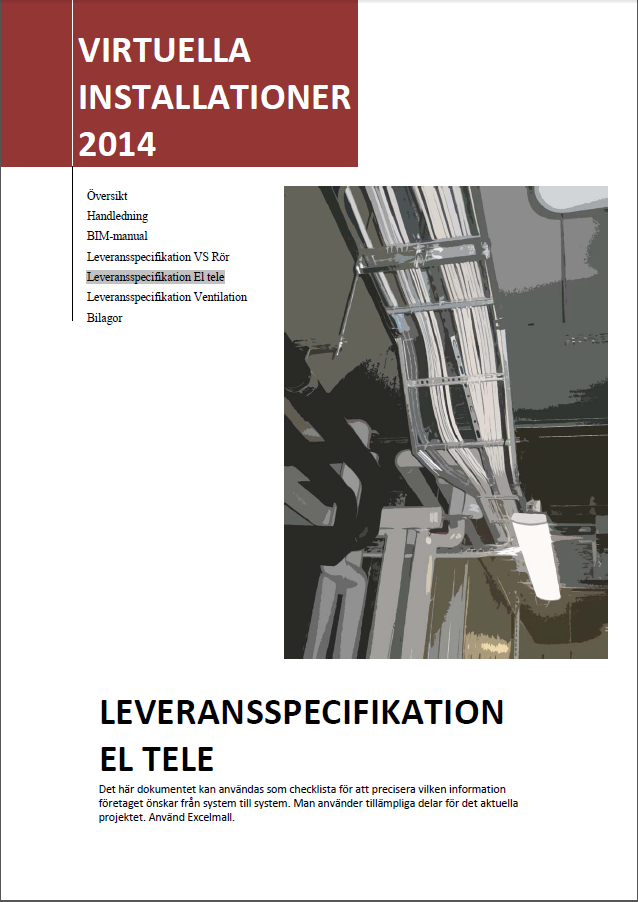 VIRTUELLA
INSTALLATIONER
2014
Översikt
Handledning
BIM-manual
Leveransspecifikation VS Rör
Leveransspecifikation El tele
Leveransspecifikation Ventilation
Bilagor
LEVERANSSPECIFIKATION
EL TELE
Det här dokumentet kan användas som checklista för att precisera vilken information
företaget önskar från system till system. Man använder tillämpliga delar för det aktuella
projektet. Använd Excelmall.